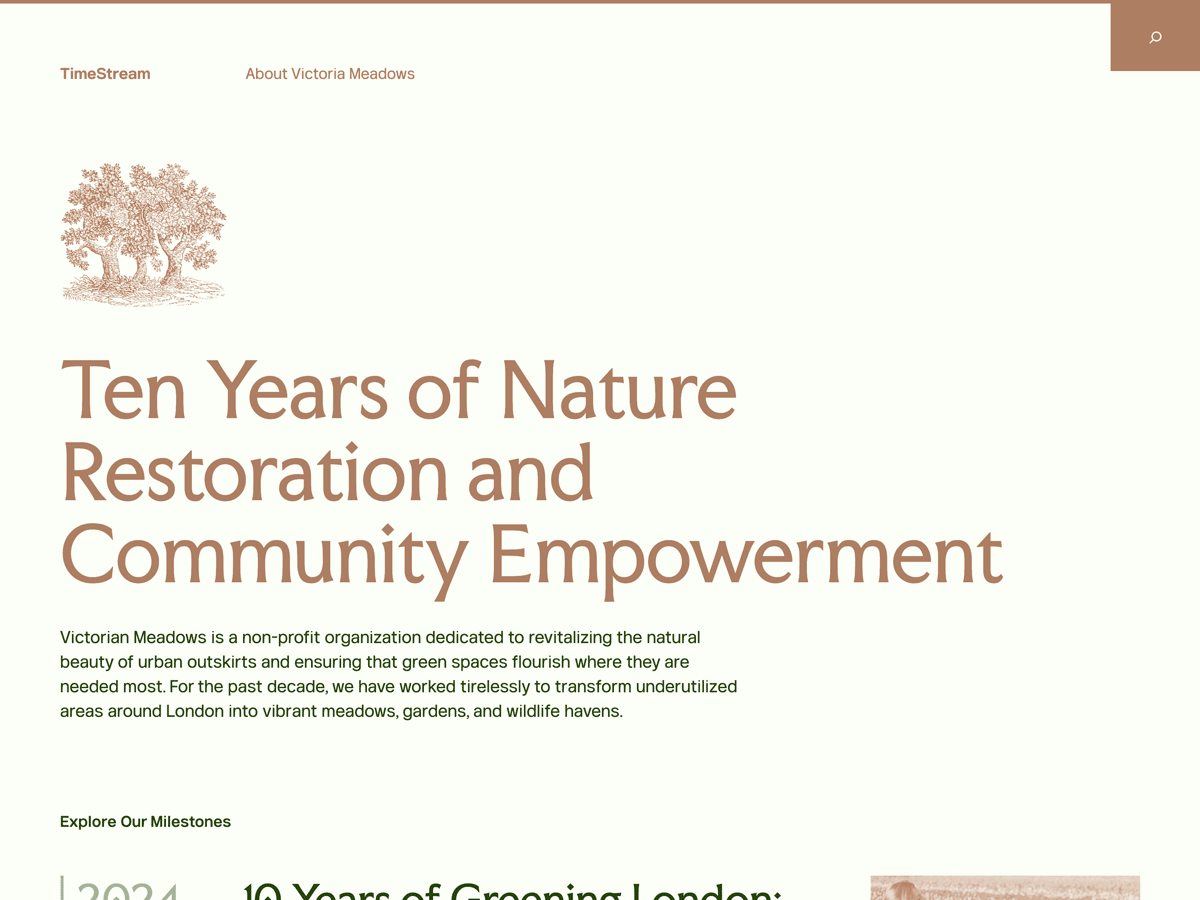 TimeStream
About Victoria Meadows
Ten Years of Nature
Restoration and
Community Empowerment
Victorian Meadows is a non-profit organization dedicated to revitalizing the natural
beauty of urban outskirts and ensuring that green spaces flourish where they are
needed most. For the past decade, we have worked tirelessly to transform underutilized
areas around London into vibrant meadows, gardens, and wildlife havens.
Explore Our Milestones
2024
10 Years of Greening London: